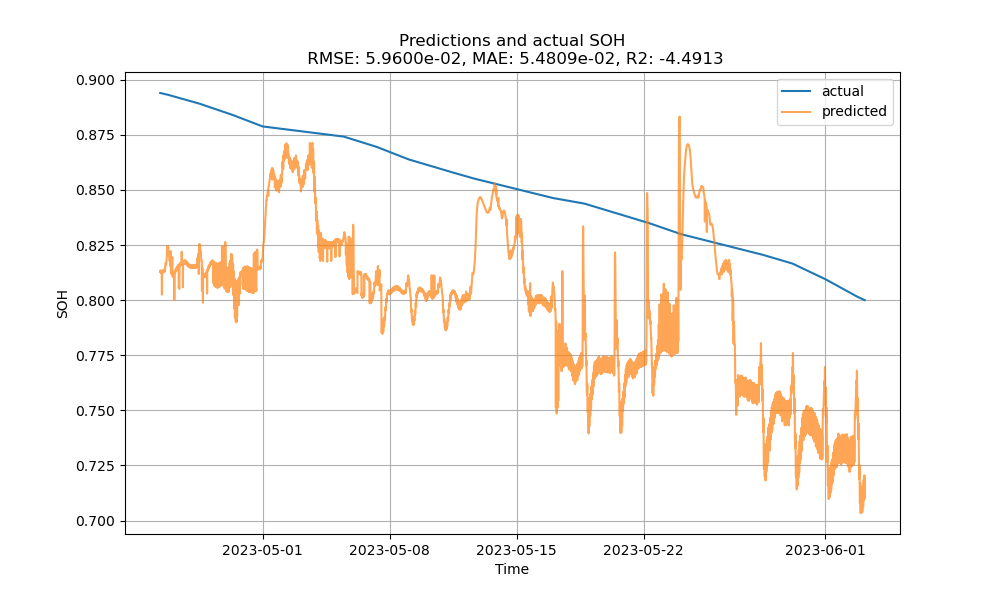 Predictions and actual SOH
RMSE: 5.9600e-02, MAE: 5.4809e-02, R2: -4.4913
actual
predicted
SOH
0.900
0.875
0.850
0.825
0.800
0.775
0.750
0.725
0.700
2023-05-01
2023-05-08
2023-05-15
2023-05-22
2023-06-01
Time